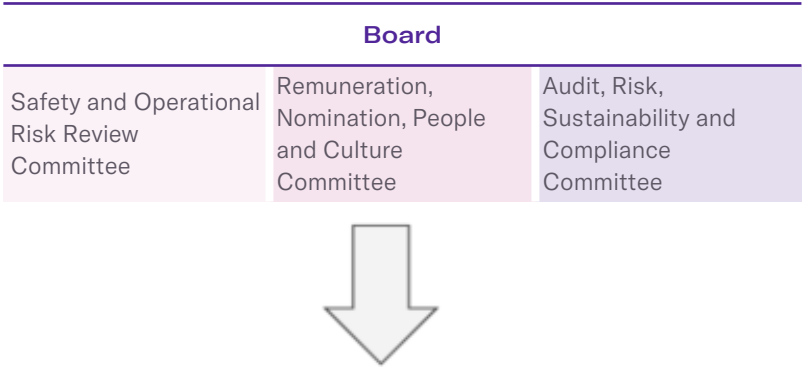 Board
Safety and Operational
Risk Review
Committee
Remuneration,
Nomination, People
and Culture
Committee
Audit, Risk,
Sustainability and
Compliance
Committee